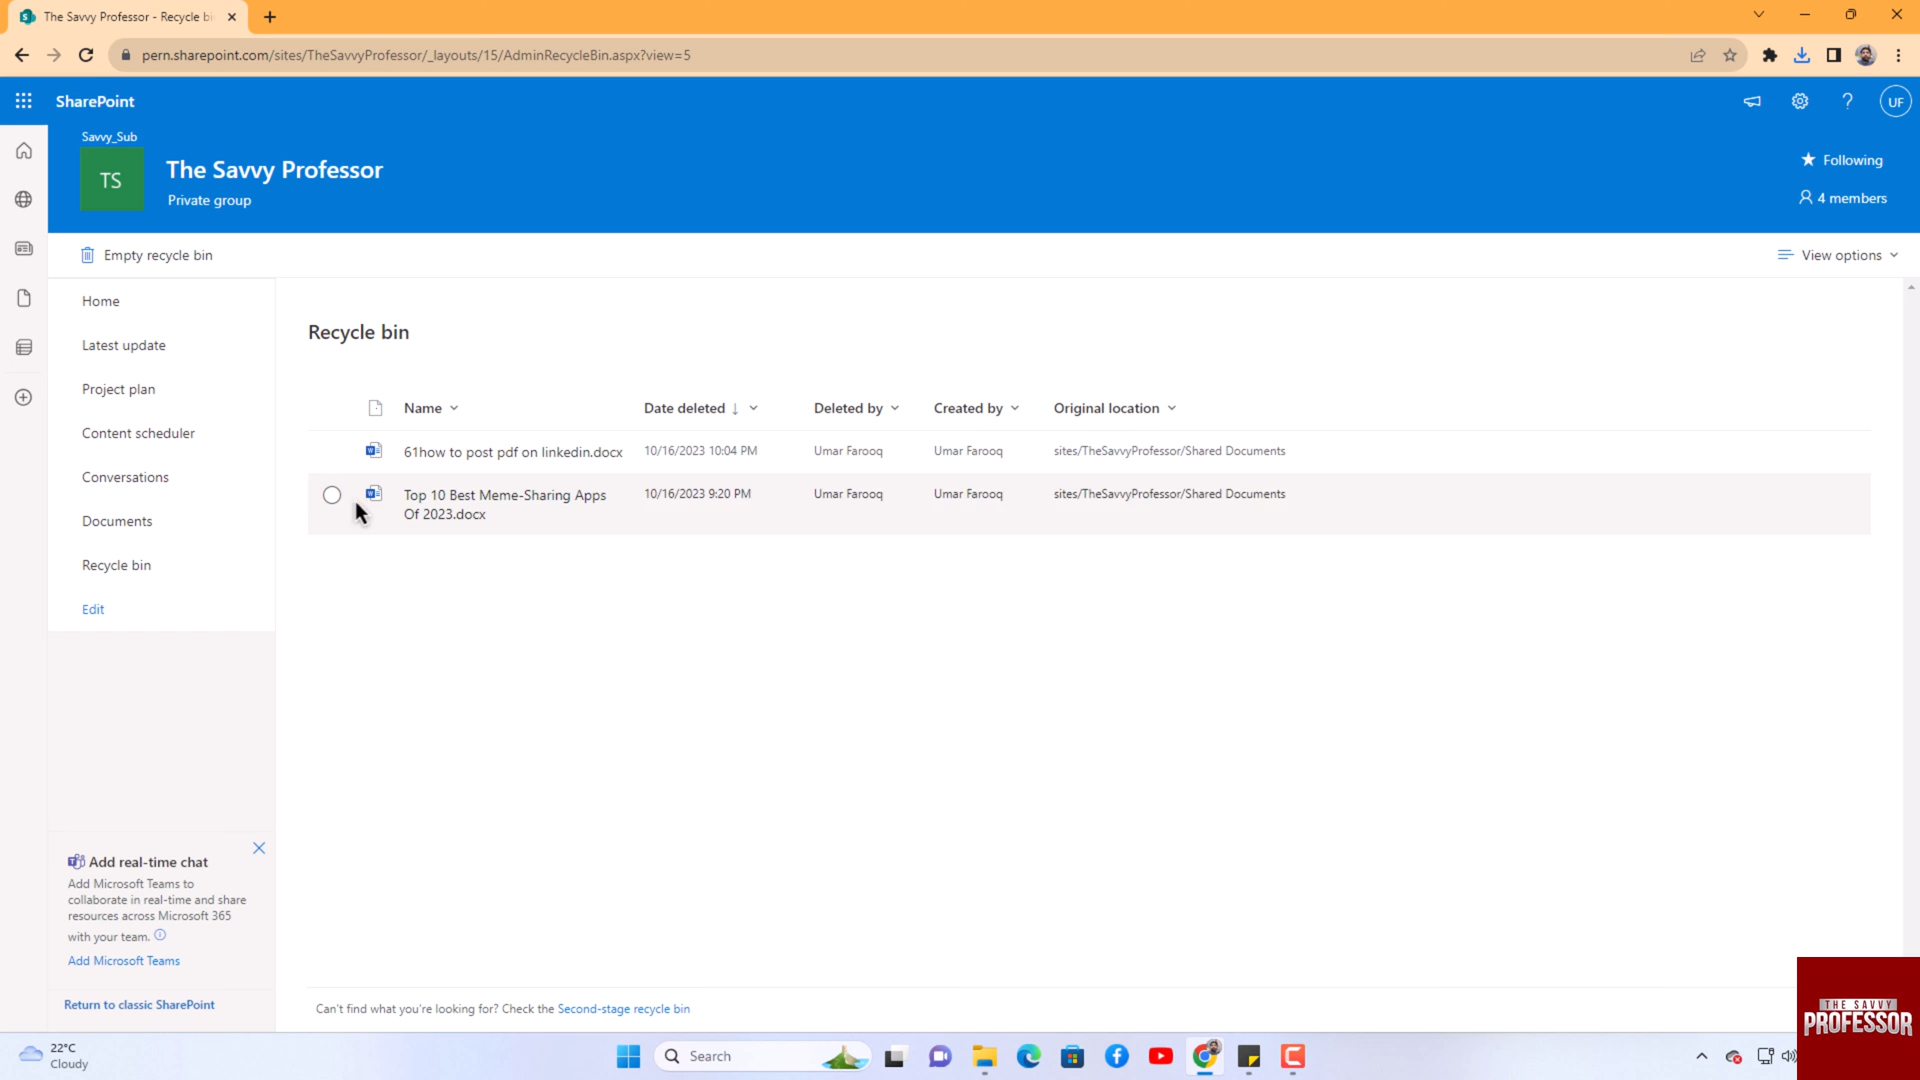 The Savvy Professor - Recycle bi
pern.sharepoint.com/sites/TheSavvyProfessor/_layouts/15/AdminRecycleBin.aspx?view=5
SharePoint
UF
Savvy_Sub
TS
The Savvy Professor
Private group
Following
4 members
Empty recycle bin
View options
Home
Latest update
Project plan
Content scheduler
Conversations
Documents
Recycle bin
Edit
Recycle bin
Name Date deleted Deleted by Created by Original location
61how to post pdf on linkedin.docx 10/16/2023 10:04 PM Umar Farooq Umar Farooq sites/TheSavvyProfessor/Shared Documents
Top 10 Best Meme-Sharing Apps 10/16/2023 9:20 PM Umar Farooq Umar Farooq sites/TheSavvyProfessor/Shared Documents
Of 2023.docx
Add real-time chat
Add Microsoft Teams to
collaborate in real-time and share
resources across Microsoft 365
with your team.
Add Microsoft Teams
Return to classic SharePoint
Can't find what you're looking for? Check the Second-stage recycle bin
THE SAVVY
PROFESSOR
22°C
Cloudy
Search